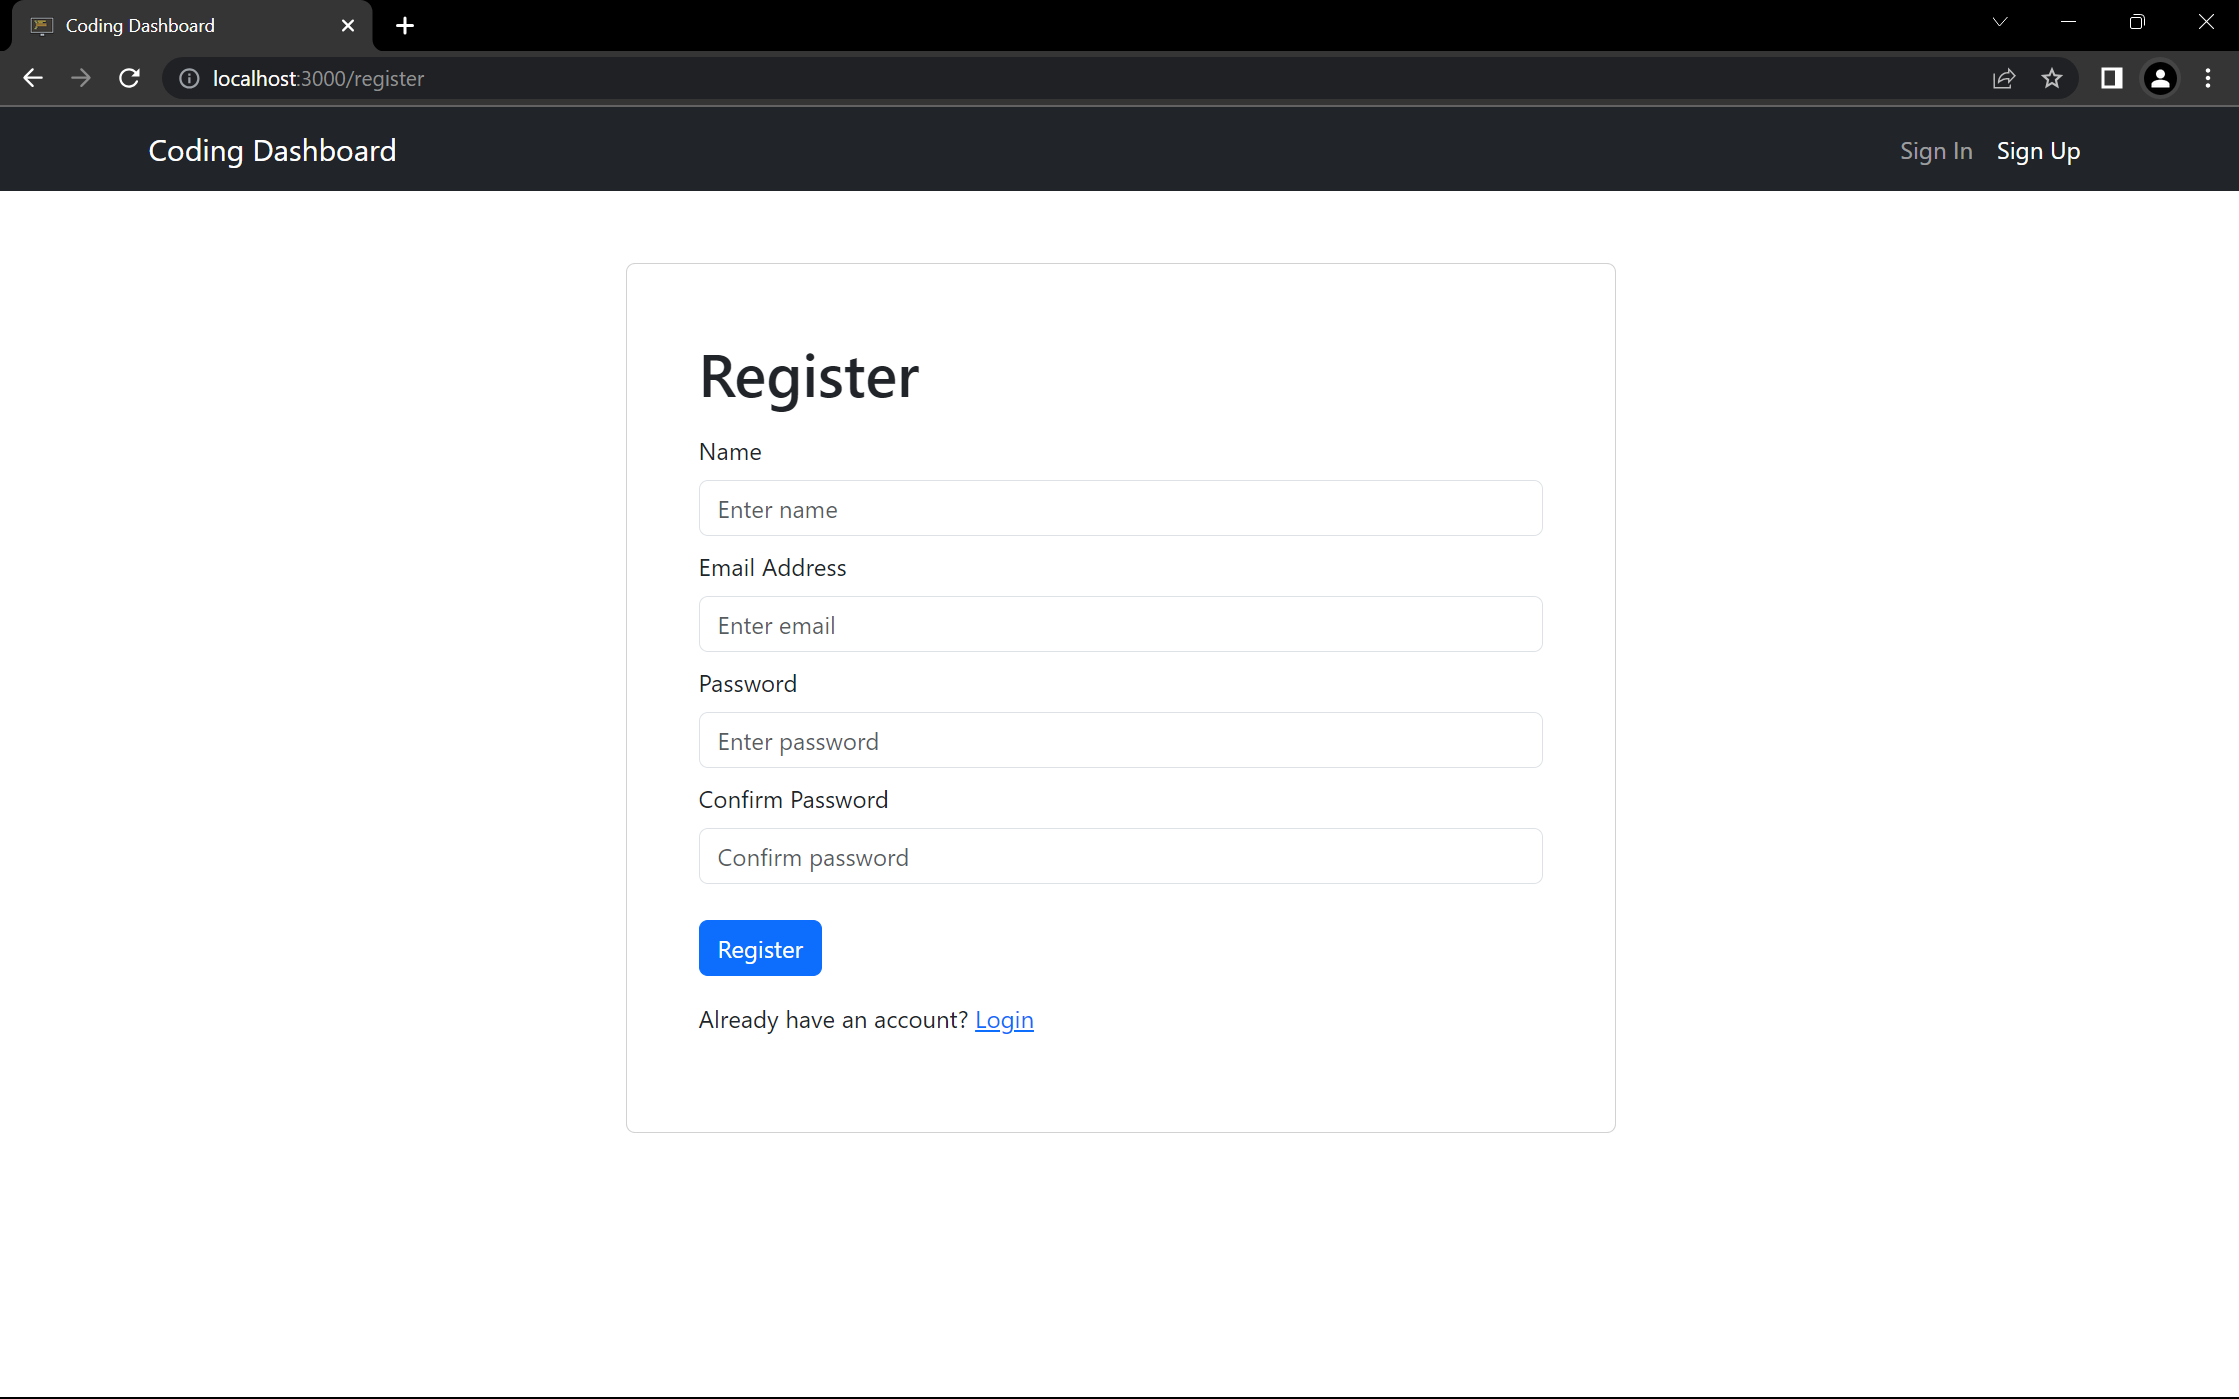 Coding Dashboard
localhost:3000/register
Coding Dashboard
Sign In Sign Up
Register
Name
Enter name
Email Address
Enter email
Password
Enter password
Confirm Password
Confirm password
Register
Already have an account? Login